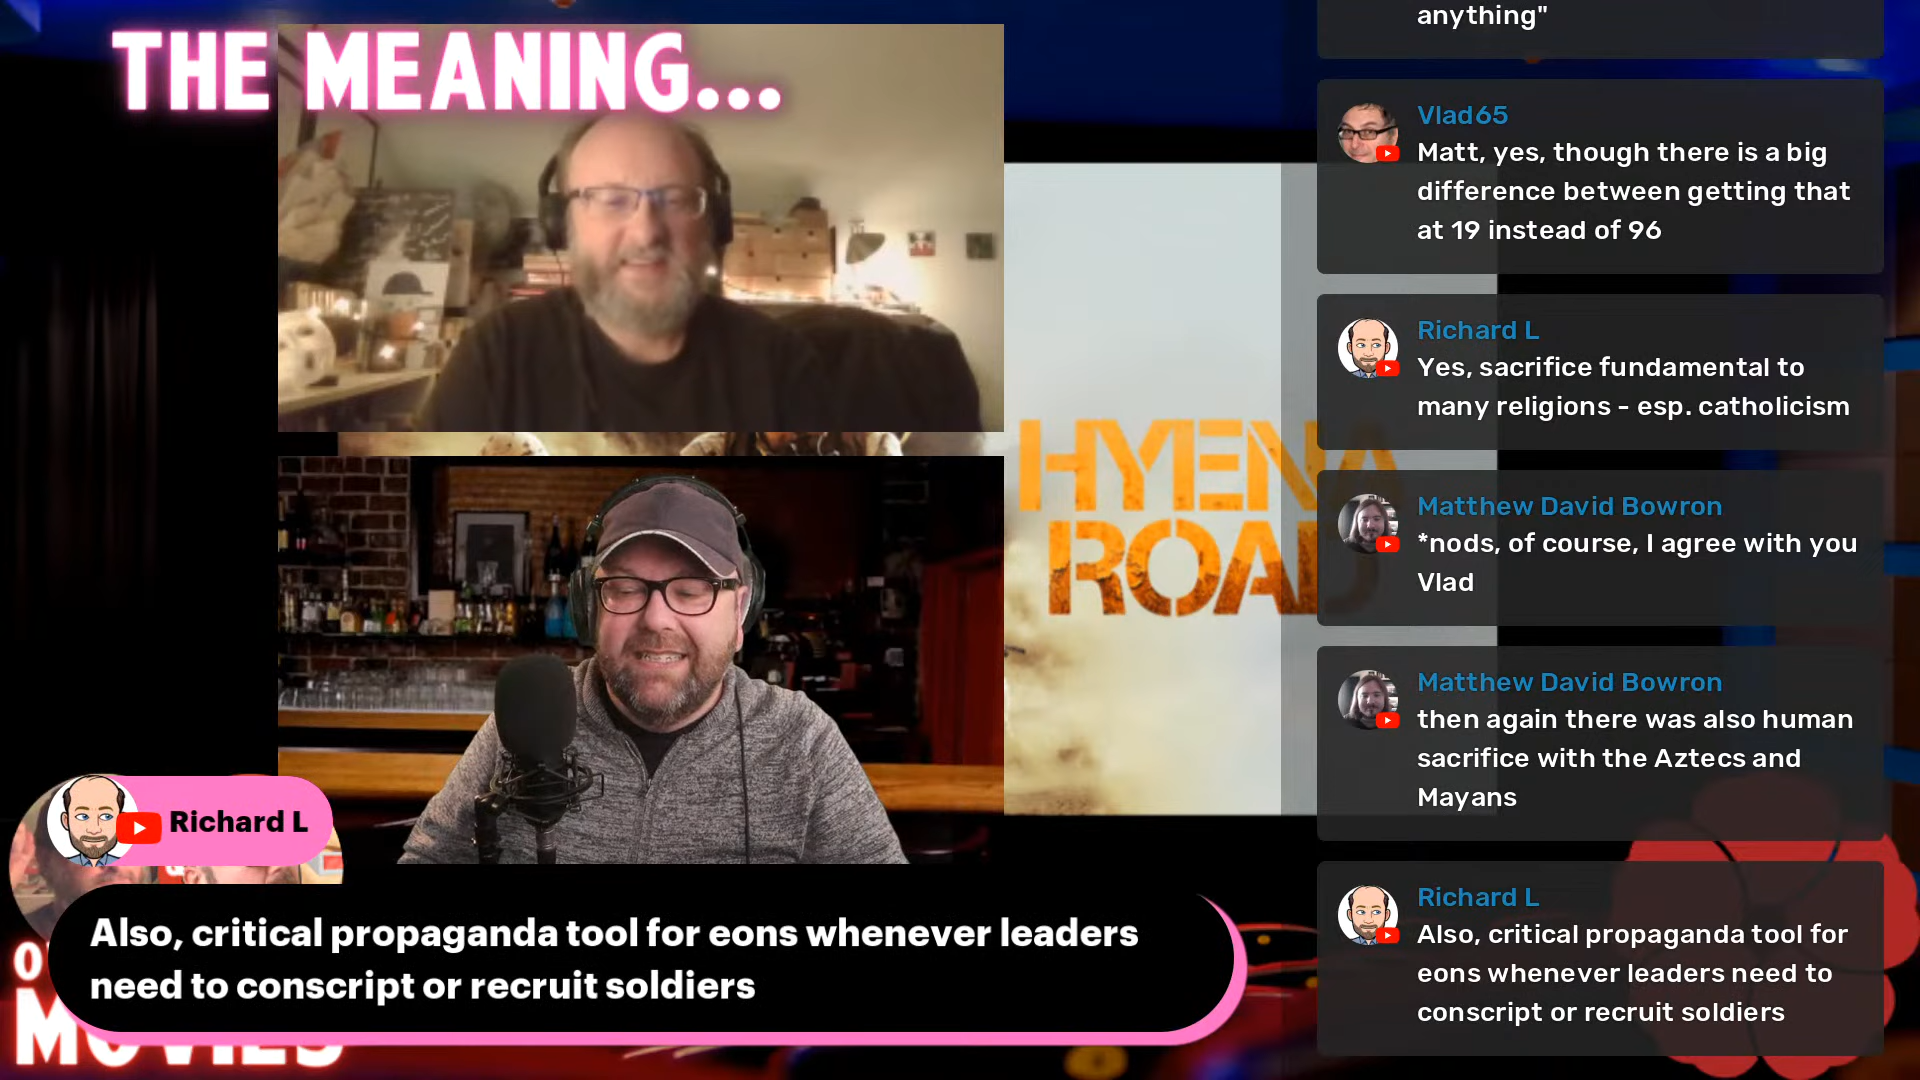 THE MEANING...
HYENA
ROAD
Richard L
Also, critical propaganda tool for eons whenever leaders
need to conscript or recruit soldiers
MOVIES
anything"
Vlad65
Matt, yes, though there is a big
difference between getting that
at 19 instead of 96
Richard L
Yes, sacrifice fundamental to
many religions - esp. catholicism
Matthew David Bowron
*nods, of course, I agree with you
Vlad
Matthew David Bowron
then again there was also human
sacrifice with the Aztecs and
Mayans
Richard L
Also, critical propaganda tool for
eons whenever leaders need to
conscript or recruit soldiers